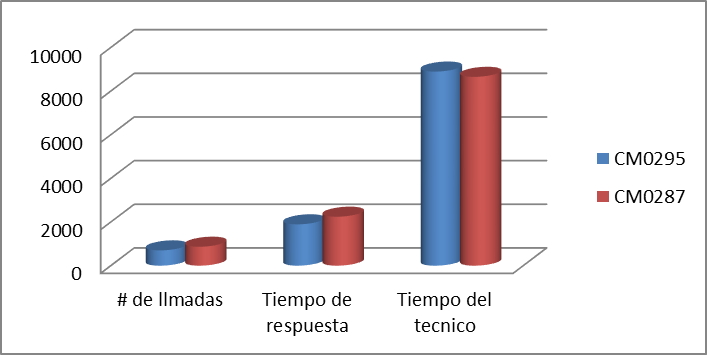 10000
8000
6000
4000
2000
0
# de llmadas
Tiempo de
respuesta
Tiempo del
tecnico
CM0295
CM0287